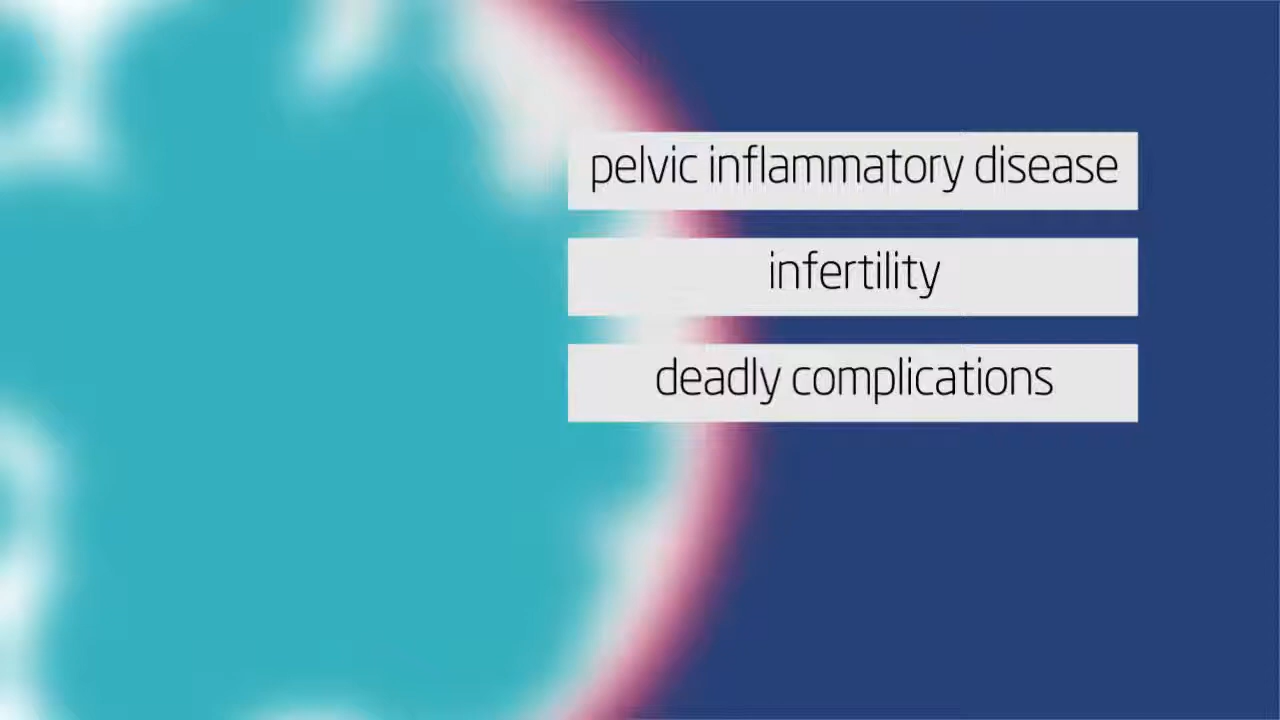 pelvic inflammatory disease
infertility
deadly complications